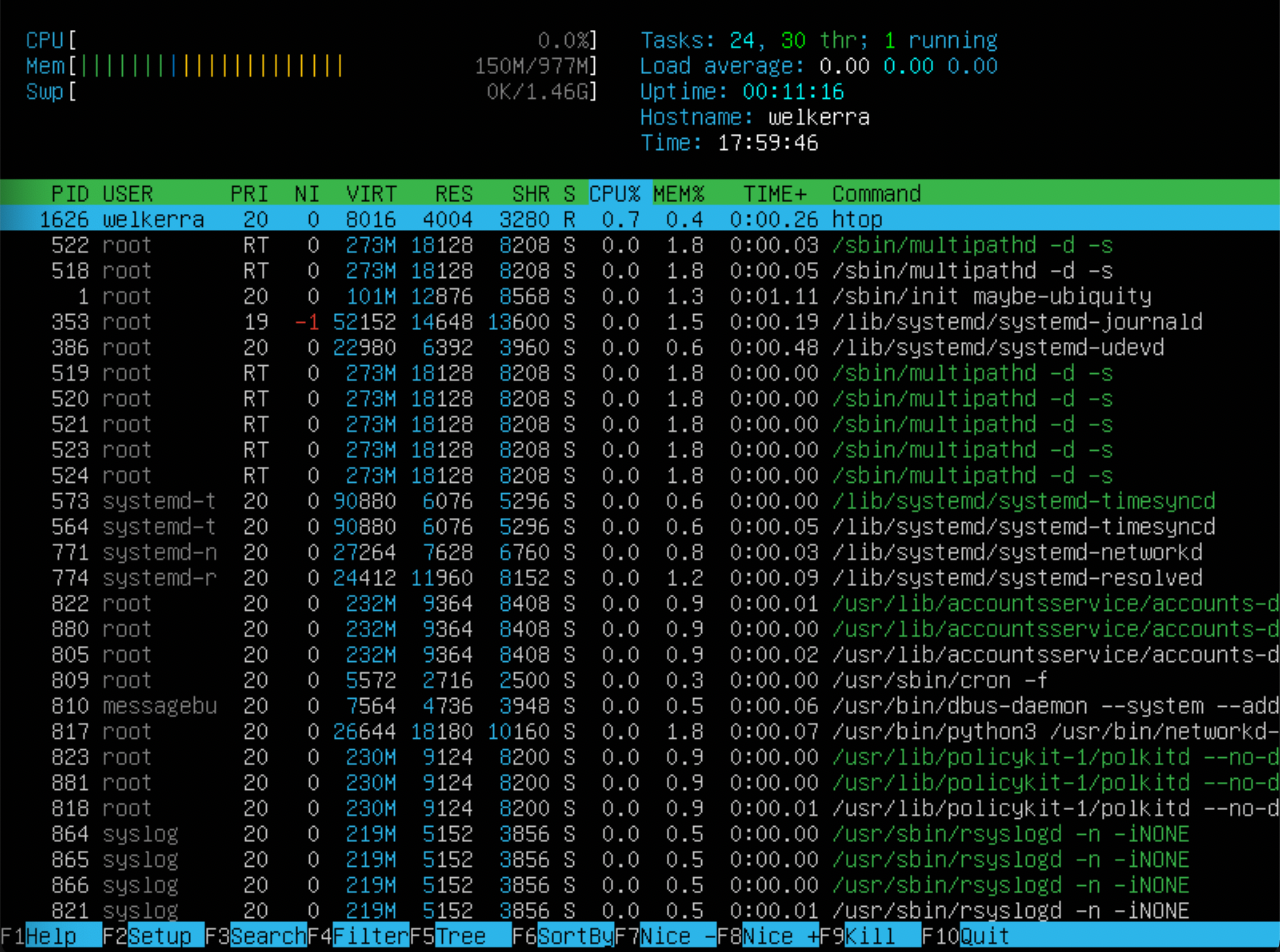 CPU[ 0.0%] Tasks: 24, 30 thr; 1 running
Mem[|||||||||||||||||||||150M/977M] Load average: 0.00 0.00 0.00
Swp[ 0K/1.46G] Uptime: 00:11:16
Hostname: welkerra
Time: 17:59:46
PID USER PRI NI VIRT RES SHR S CPU% MEM% TIME+ Command
1626 welkerra 20 0 8016 4004 3280 R 0.7 0.4 0:00.26 htop
522 root RT 0 273M 18128 8208 S 0.0 1.8 0:00.03 /sbin/multipathd -d -s
518 root RT 0 273M 18128 8208 S 0.0 1.8 0:00.05 /sbin/multipathd -d -s
1 root 20 0 101M 12876 8568 S 0.0 1.3 0:01.11 /sbin/init maybe-ubiquity
353 root 19 -1 52152 14648 13600 S 0.0 1.5 0:00.19 /lib/systemd/systemd-journald
386 root 20 0 22980 6392 3960 S 0.0 0.6 0:00.48 /lib/systemd/systemd-udevd
519 root RT 0 273M 18128 8208 S 0.0 1.8 0:00.00 /sbin/multipathd -d -s
520 root RT 0 273M 18128 8208 S 0.0 1.8 0:00.00 /sbin/multipathd -d -s
521 root RT 0 273M 18128 8208 S 0.0 1.8 0:00.00 /sbin/multipathd -d -s
523 root RT 0 273M 18128 8208 S 0.0 1.8 0:00.00 /sbin/multipathd -d -s
524 root RT 0 273M 18128 8208 S 0.0 1.8 0:00.00 /sbin/multipathd -d -s
573 systemd-t 20 0 90880 6076 5296 S 0.0 0.6 0:00.00 /lib/systemd/systemd-timesyncd
564 systemd-t 20 0 90880 6076 5296 S 0.0 0.6 0:00.05 /lib/systemd/systemd-timesyncd
771 systemd-n 20 0 27264 7628 6760 S 0.0 0.8 0:00.03 /lib/systemd/systemd-networkd
774 systemd-r 20 0 24412 11960 8152 S 0.0 1.2 0:00.09 /lib/systemd/systemd-resolved
822 root 20 0 232M 9364 8408 S 0.0 0.9 0:00.01 /usr/lib/accountsservice/accounts-d
880 root 20 0 232M 9364 8408 S 0.0 0.9 0:00.00 /usr/lib/accountsservice/accounts-d
805 root 20 0 232M 9364 8408 S 0.0 0.9 0:00.02 /usr/lib/accountsservice/accounts-d
809 root 20 0 5572 2716 2500 S 0.0 0.3 0:00.00 /usr/sbin/cron -f
810 messagebu 20 0 7564 4736 3948 S 0.0 0.5 0:00.06 /usr/bin/dbus-daemon --system --add
817 root 20 0 26644 18180 10160 S 0.0 1.8 0:00.07 /usr/bin/python3 /usr/bin/networkd-
823 root 20 0 230M 9124 8200 S 0.0 0.9 0:00.00 /usr/lib/policykit-1/polkitd --no-d
881 root 20 0 230M 9124 8200 S 0.0 0.9 0:00.00 /usr/lib/policykit-1/polkitd --no-d
818 root 20 0 230M 9124 8200 S 0.0 0.9 0:00.01 /usr/lib/policykit-1/polkitd --no-d
864 syslog 20 0 219M 5152 3856 S 0.0 0.5 0:00.00 /usr/sbin/rsyslogd -n -iNONE
865 syslog 20 0 219M 5152 3856 S 0.0 0.5 0:00.00 /usr/sbin/rsyslogd -n -iNONE
866 syslog 20 0 219M 5152 3856 S 0.0 0.5 0:00.00 /usr/sbin/rsyslogd -n -iNONE
821 syslog 20 0 219M 5152 3856 S 0.0 0.5 0:00.01 /usr/sbin/rsyslogd -n -iNONE
F1Help F2Setup F3SearchF4FilterF5Tree F6SortByF7Nice -F8Nice +F9Kill F10Quit